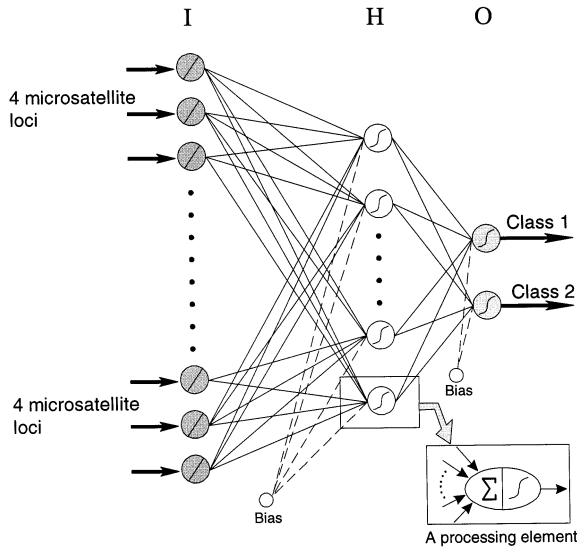 I H O
4 microsatellite
loci
Class 1
Class 2
Bias
4 microsatellite
loci
Bias
Σ
A processing element